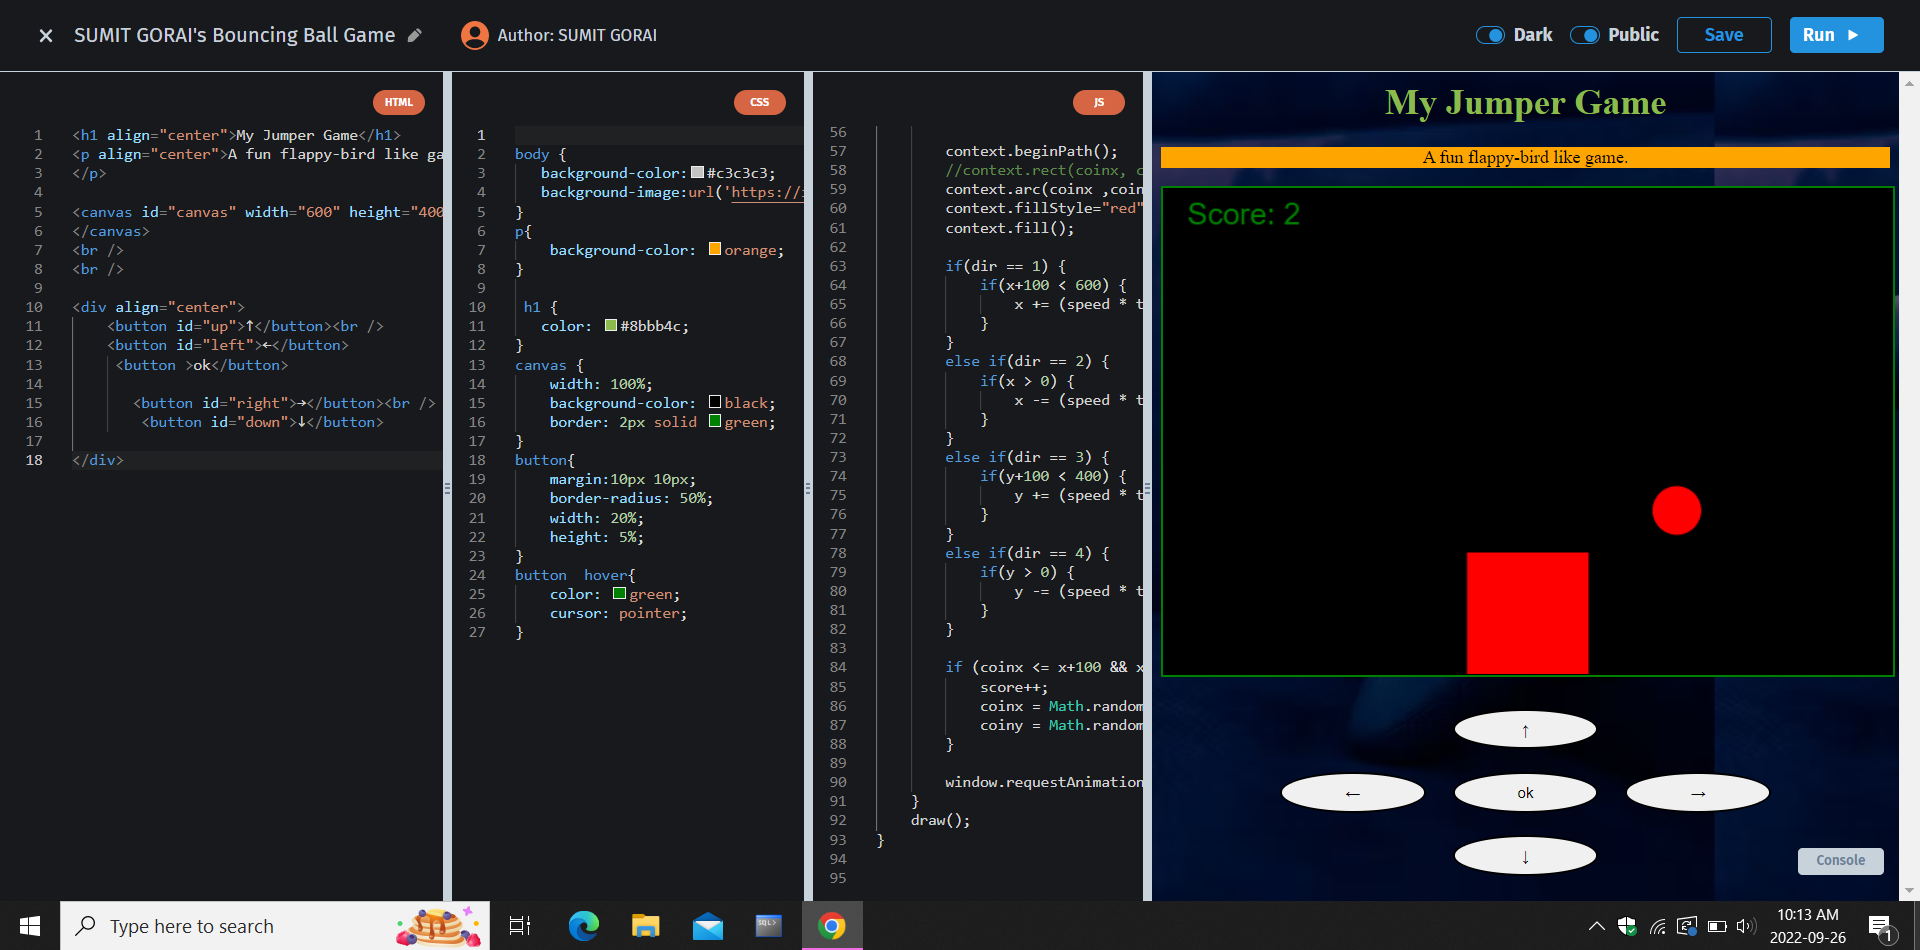 SUMIT GORAI's Bouncing Ball Game
Author: SUMIT GORAI
Dark
Public
Save
Run
HTML
1 <h1 align="center">My Jumper Game</h1>
2 <p align="center">A fun flappy-bird like ga
3 </p>
4
5 <canvas id="canvas" width="600" height="400
6 </canvas>
7 <br />
8 <br />
9
10 <div align="center">
11 <button id="up">↑</button><br />
12 <button id="left">←</button>
13 <button >ok</button>
14
15 <button id="right">→</button><br />
16 <button id="down">↓</button>
17
18 </div>
CSS
1
2 body {
3 background-color: #c3c3c3;
4 background-image:url('https://
5 }
6 p{
7 background-color: orange;
8 }
9
10 h1 {
11 color: #8bbb4c;
12 }
13 canvas {
14 width: 100%;
15 background-color: black;
16 border: 2px solid green;
17 }
18 button{
19 margin:10px 10px;
20 border-radius: 50%;
21 width: 20%;
22 height: 5%;
23 }
24 button  hover{
25 color: green;
26 cursor: pointer;
27 }
JS
56
57 context.beginPath();
58 //context.rect(coinx, c
59 context.arc(coinx ,coin
60 context.fillStyle="red"
61 context.fill();
62
63 if(dir == 1) {
64 if(x+100 < 600) {
65 x += (speed * t
66 }
67 }
68 else if(dir == 2) {
69 if(x > 0) {
70 x -= (speed * t
71 }
72 }
73 else if(dir == 3) {
74 if(y+100 < 400) {
75 y += (speed * t
76 }
77 }
78 else if(dir == 4) {
79 if(y > 0) {
80 y -= (speed * t
81 }
82 }
83
84 if (coinx <= x+100 && x
85 score++;
86 coinx = Math.random
87 coiny = Math.random
88 }
89
90 window.requestAnimation
91 }
92 draw();
93 }
94
95
My Jumper Game
A fun flappy-bird like game.
Score: 2
↑
← ok →
↓
Console
Type here to search
SQL>
10:13 AM
2022-09-26
1